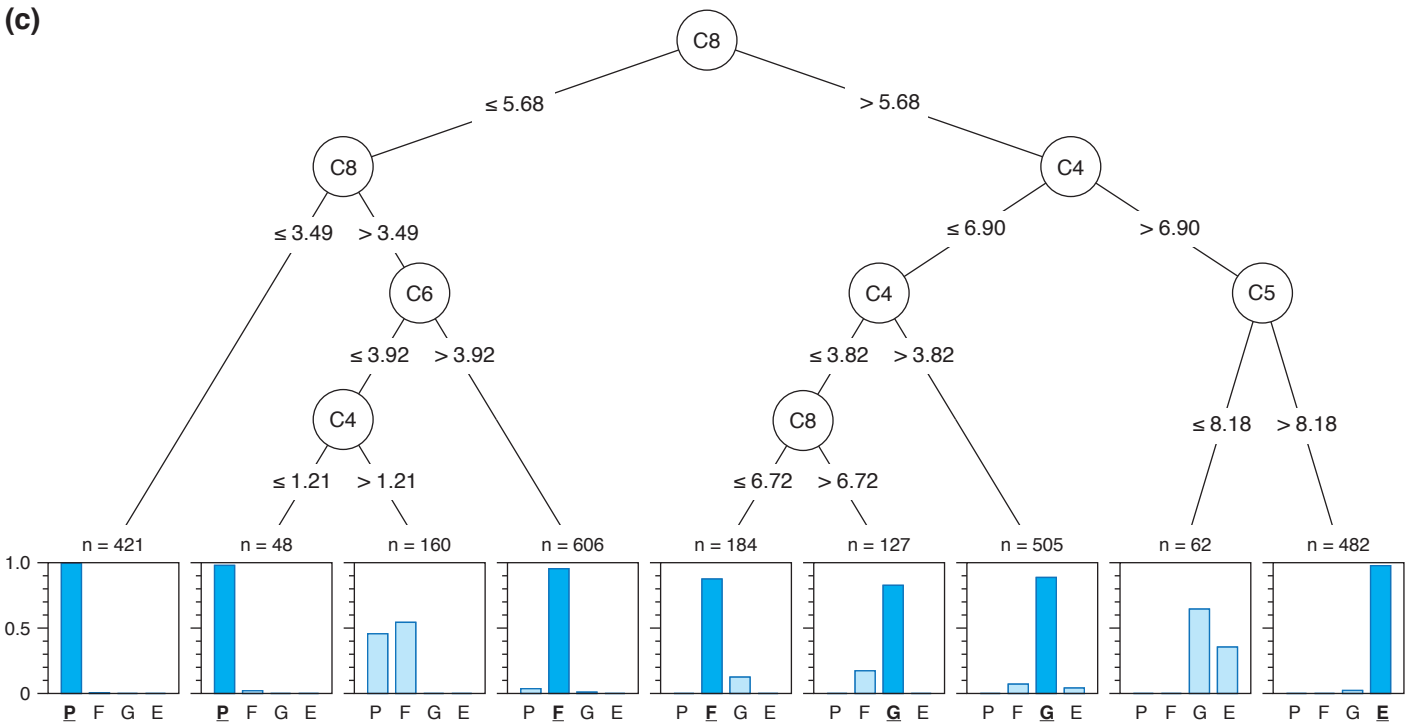 (c)
C8
≤ 5.68 > 5.68
C8 C4
≤ 3.49 > 3.49 ≤ 6.90 > 6.90
C6 C4 C5
≤ 3.92 > 3.92 ≤ 3.82 > 3.82
C4 C8 ≤ 8.18 > 8.18
≤ 1.21 > 1.21 ≤ 6.72 > 6.72
n = 421 n = 48 n = 160 n = 606 n = 184 n = 127 n = 505 n = 62 n = 482
1.0
0.5
0
P F G E P F G E P F G E P F G E P F G E P F G E P F G E P F G E P F G E